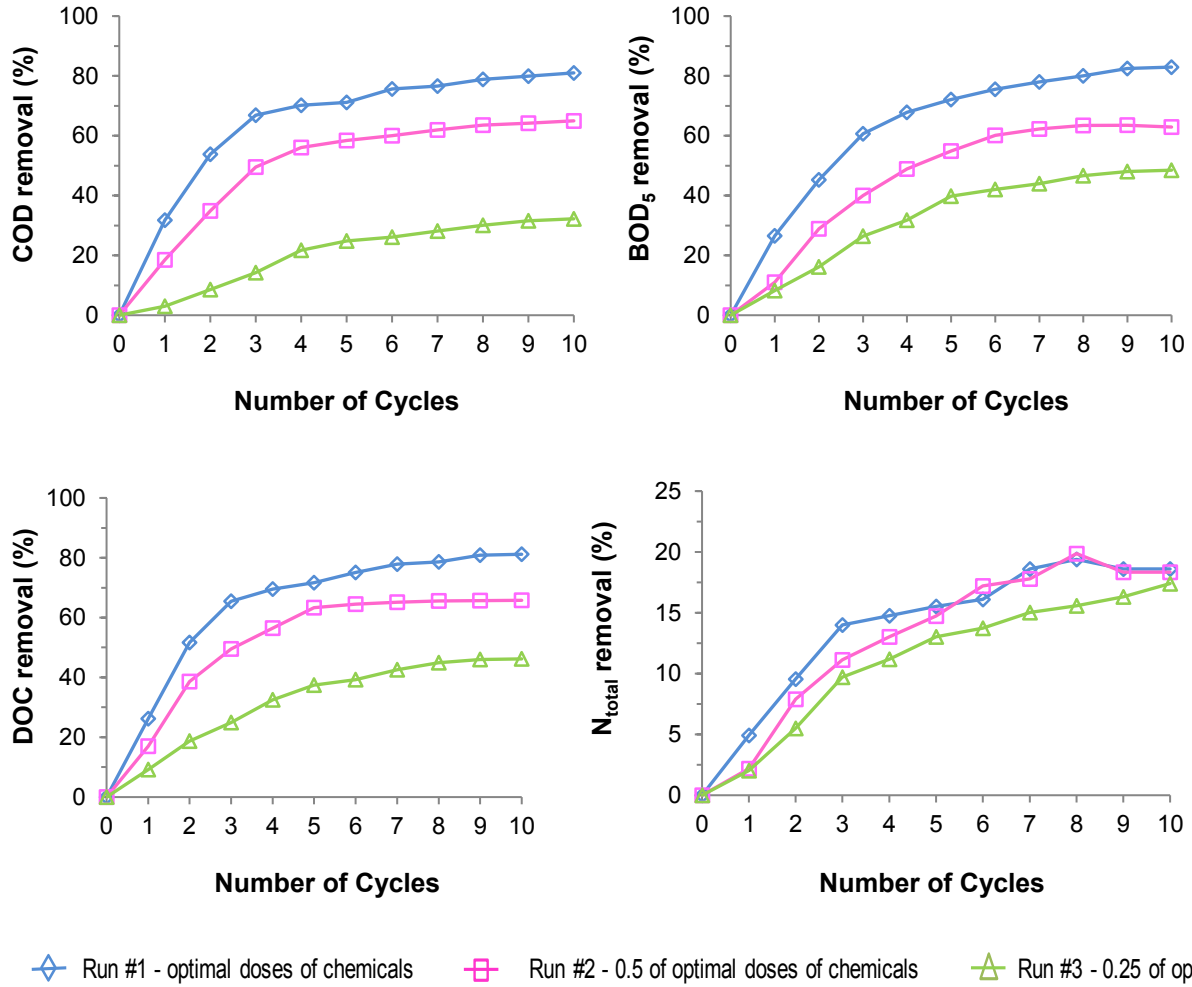 100
80
60
40
20
0
COD removal (%)
0 1 2 3 4 5 6 7 8 9 10
Number of Cycles
100
80
60
40
20
0
BOD5 removal (%)
0 1 2 3 4 5 6 7 8 9 10
Number of Cycles
100
80
60
40
20
0
DOC removal (%)
0 1 2 3 4 5 6 7 8 9 10
Number of Cycles
25
20
15
10
5
0
Ntotal removal (%)
0 1 2 3 4 5 6 7 8 9 10
Number of Cycles
Run #1 - optimal doses of chemicals Run #2 - 0.5 of optimal doses of chemicals Run #3 - 0.25 of op